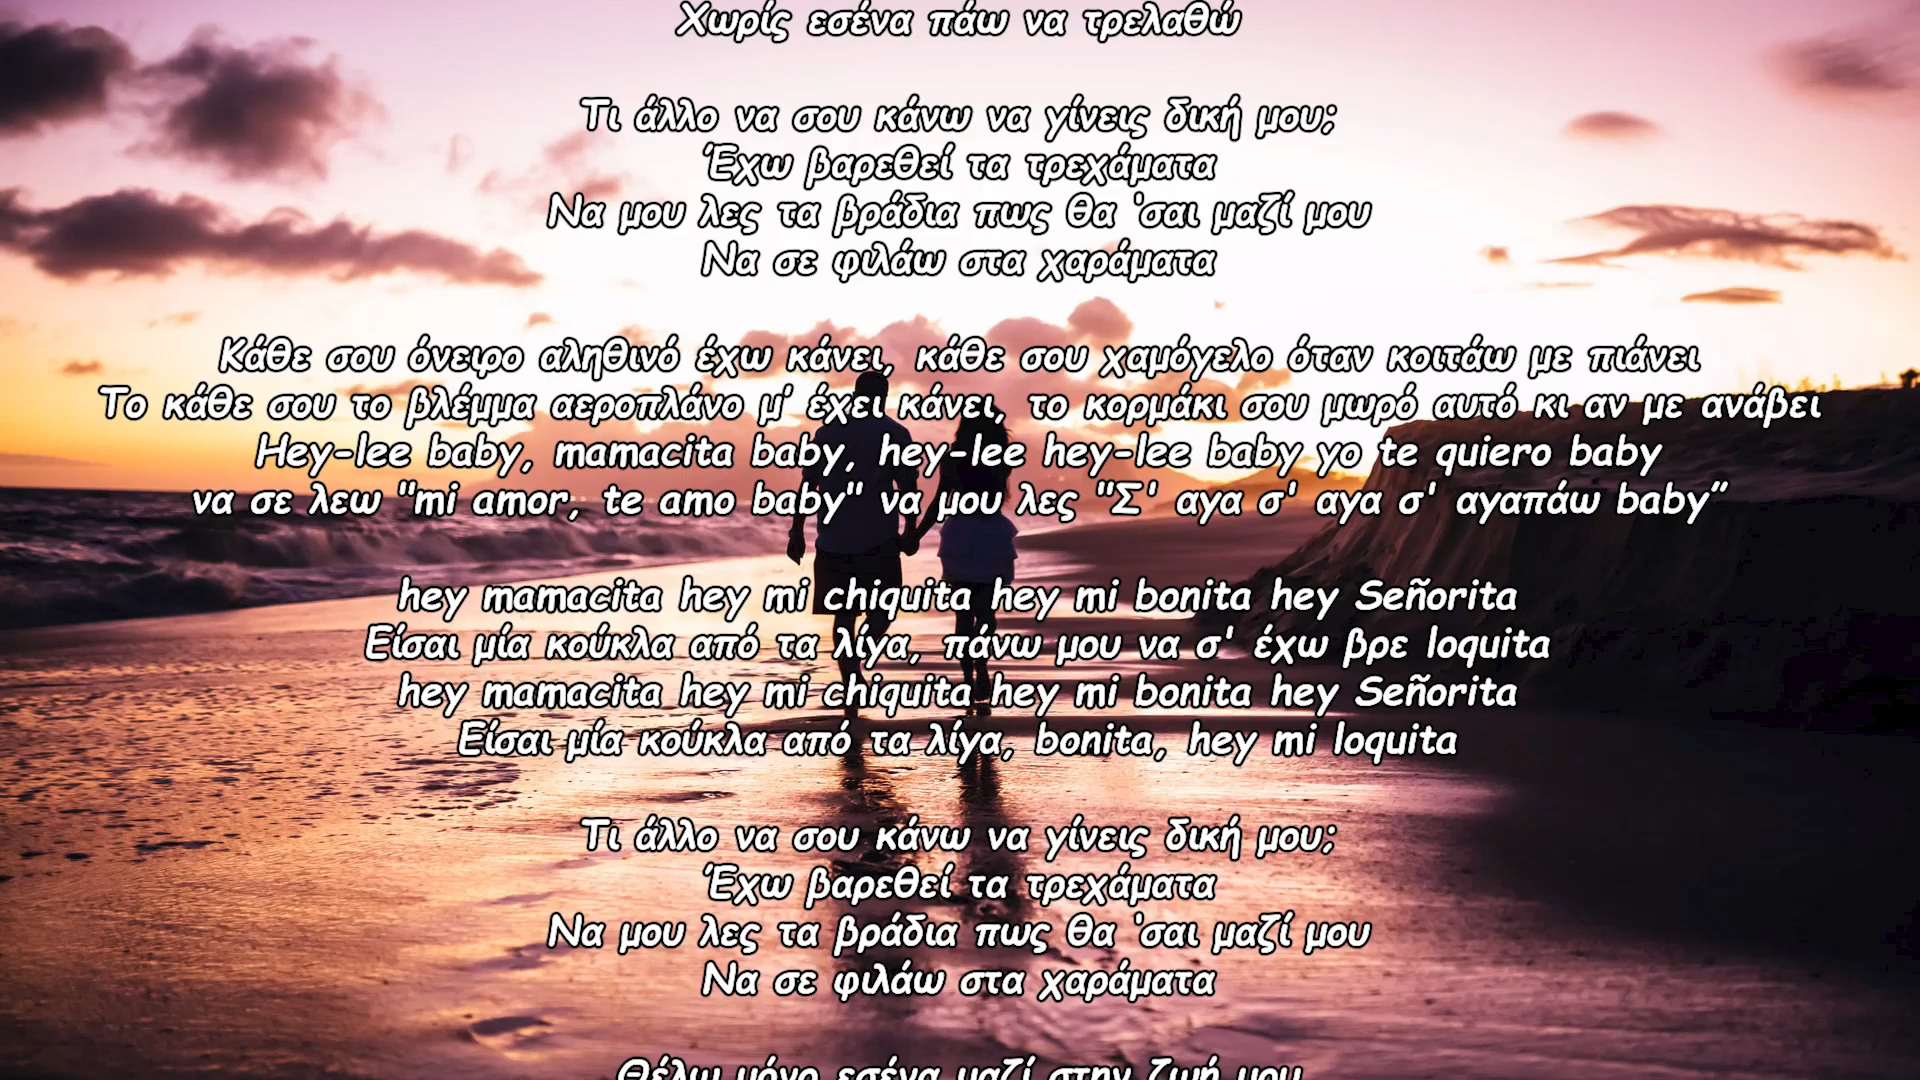 Χωρίς εσένα πάω να τρελαθώ
Τι άλλο να σου κάνω να γίνεις δική μου;
Έχω βαρεθεί τα τρεχάματα
Να μου λες τα βράδια πως θα 'σαι μαζί μου
Να σε φιλάω στα χαράματα
Κάθε σου όνειρο αληθινό έχω κάνει, κάθε σου χαμόγελο όταν κοιτάω με πιάνει
Το κάθε σου το βλέμμα αεροπλάνο μ' έχει κάνει, το κορμάκι σου μωρό αυτό κι αν με ανάβει
Hey-lee baby, mamacita baby, hey-lee hey-lee baby yo te quiero baby
να σε λεω "mi amor, te amo baby" να μου λες "Σ' αγα σ' αγα σ' αγαπάω baby”
hey mamacita hey mi chiquita hey mi bonita hey Señorita
Είσαι μία κούκλα από τα λίγα, πάνω μου να σ' έχω βρε loquita
hey mamacita hey mi chiquita hey mi bonita hey Señorita
Είσαι μία κούκλα από τα λίγα, bonita, hey mi loquita
Τι άλλο να σου κάνω να γίνεις δική μου;
Έχω βαρεθεί τα τρεχάματα
Να μου λες τα βράδια πως θα 'σαι μαζί μου
Να σε φιλάω στα χαράματα
Θέλω μόνο εσένα μαζί στην ζωή μου